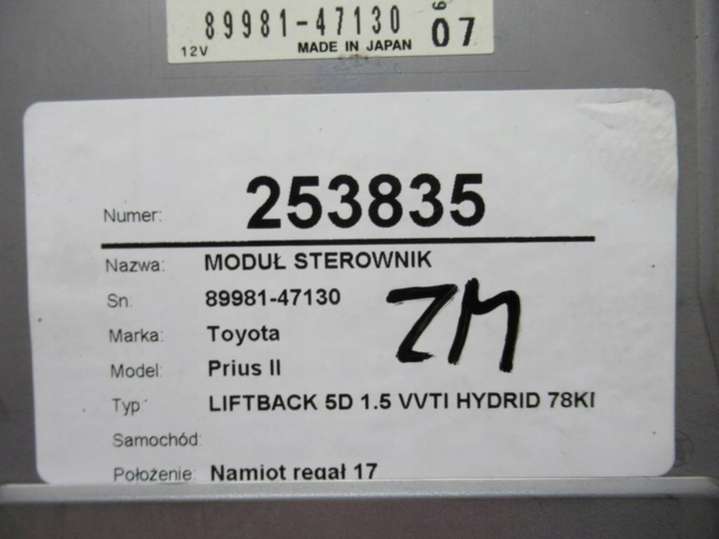 89981-47130
12V MADE IN JAPAN 07
Numer: 253835
Nazwa: MODUŁ STEROWNIK
Sn: 89981-47130
Marka: Toyota
Model: Prius II
Typ: LIFTBACK 5D 1.5 VVTI HYDRID 78K
ZM
Samochód:
Położenie: Namiot regał 17